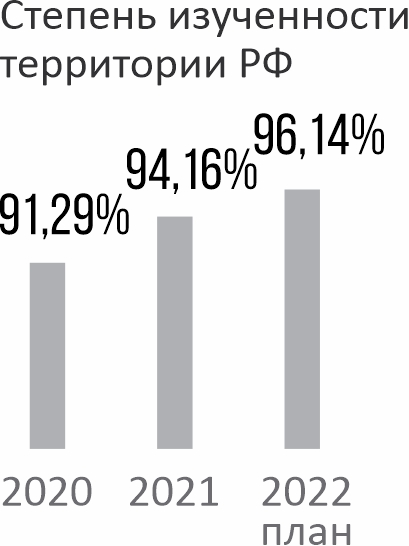 Степень изученности
территории РФ
96,14%
94,16%
91,29%
2020 2021 2022
план